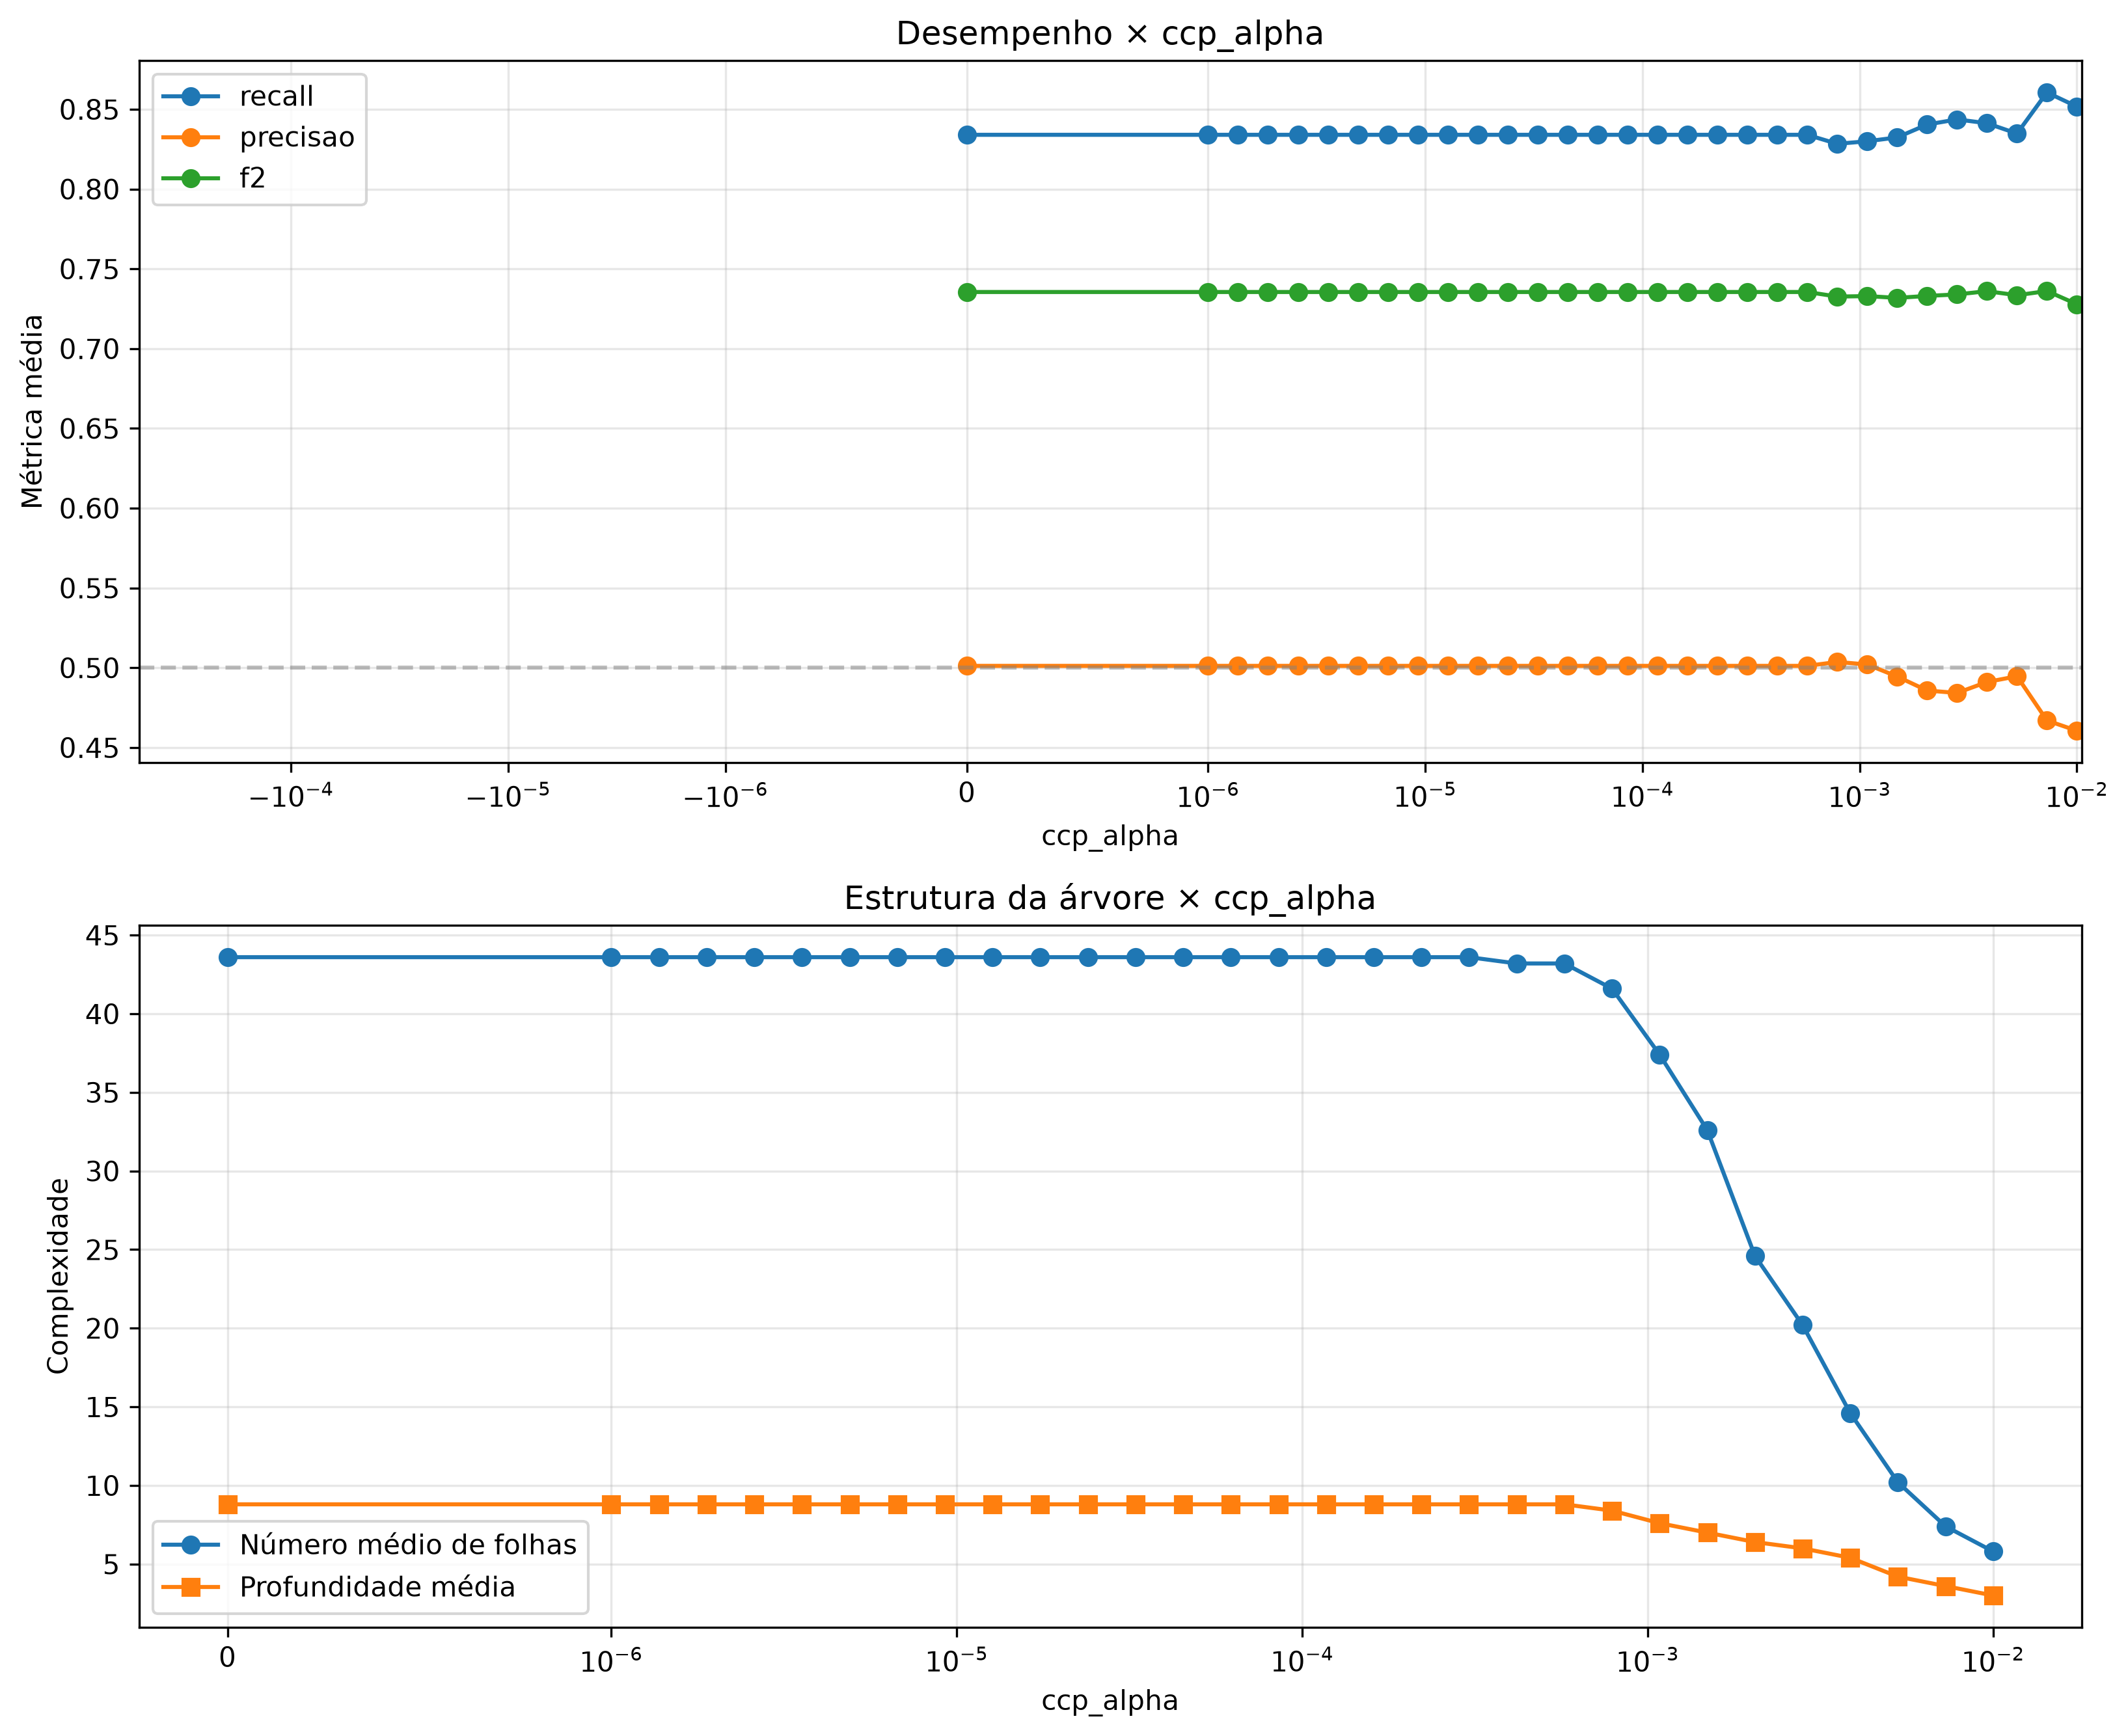 Desempenho × ccp_alpha
recall
precisao
f2
Métrica média
0.85
0.80
0.75
0.70
0.65
0.60
0.55
0.50
0.45
−10⁻⁴ −10⁻⁵ −10⁻⁶ 0 10⁻⁶ 10⁻⁵ 10⁻⁴ 10⁻³ 10⁻²
ccp_alpha
Estrutura da árvore × ccp_alpha
Complexidade
45
40
35
30
25
20
15
10
5
Número médio de folhas
Profundidade média
0 10⁻⁶ 10⁻⁵ 10⁻⁴ 10⁻³ 10⁻²
ccp_alpha